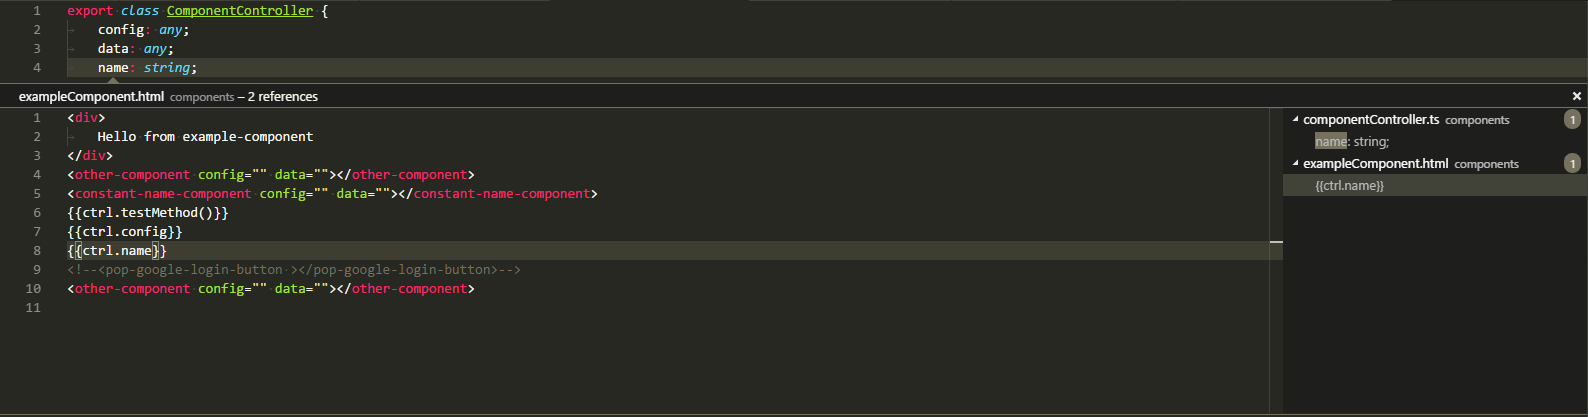 1 export class ComponentController {
2 config: any;
3 data: any;
4 name: string;
exampleComponent.html components – 2 references ×
1 <div>
2 Hello from example-component
3 </div>
4 <other-component config="" data=""></other-component>
5 <constant-name-component config="" data=""></constant-name-component>
6 {{ctrl.testMethod()}}
7 {{ctrl.config}}
8 {{ctrl.name}}
9 <!--<pop-google-login-button ></pop-google-login-button>-->
10 <other-component config="" data=""></other-component>
11
componentController.ts components 1
name: string;
exampleComponent.html components 1
{{ctrl.name}}